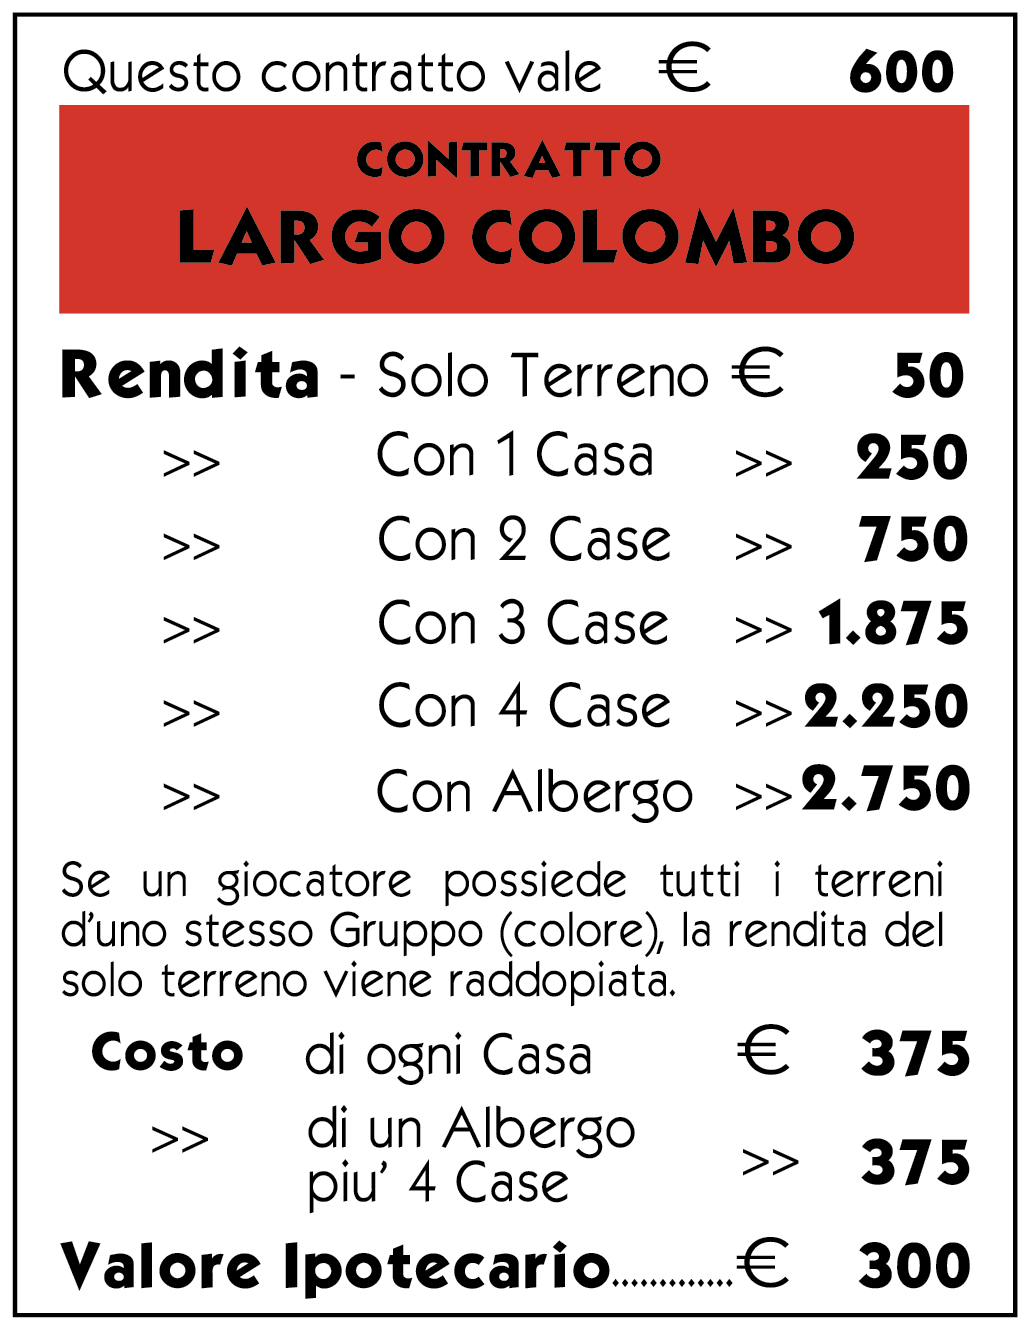 Questo contratto vale € 600
CONTRATTO
LARGO COLOMBO
Rendita - Solo Terreno € 50
>> Con 1 Casa >> 250
>> Con 2 Case >> 750
>> Con 3 Case >> 1.875
>> Con 4 Case >> 2.250
>> Con Albergo >> 2.750
Se un giocatore possiede tutti i terreni
d'uno stesso Gruppo (colore), la rendita del
solo terreno viene raddopiata.
Costo di ogni Casa € 375
>> di un Albergo
piu' 4 Case >> 375
Valore Ipotecario.............€ 300